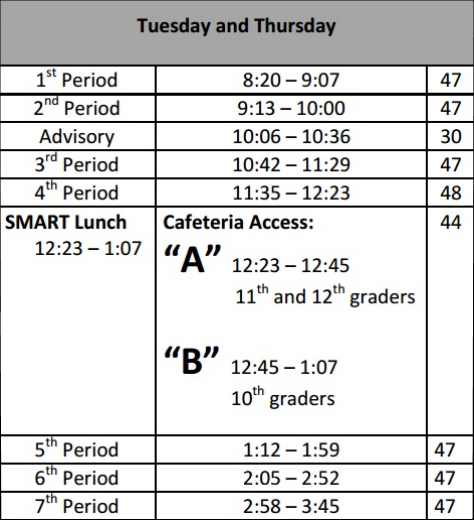 Tuesday and Thursday
1st Period 8:20 – 9:07 47
2nd Period 9:13 – 10:00 47
Advisory 10:06 – 10:36 30
3rd Period 10:42 – 11:29 47
4th Period 11:35 – 12:23 48
SMART Lunch Cafeteria Access: 44
12:23 – 1:07 “A” 12:23 – 12:45
11th and 12th graders
“B” 12:45 – 1:07
10th graders
5th Period 1:12 – 1:59 47
6th Period 2:05 – 2:52 47
7th Period 2:58 – 3:45 47